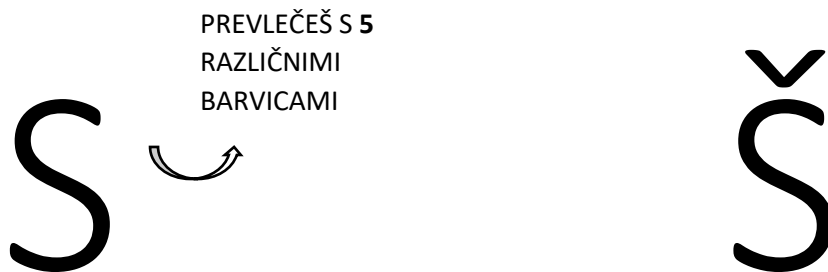 PREVLEČEŠ S 5
RAZLIČNIMI
BARVICAMI
S
Š